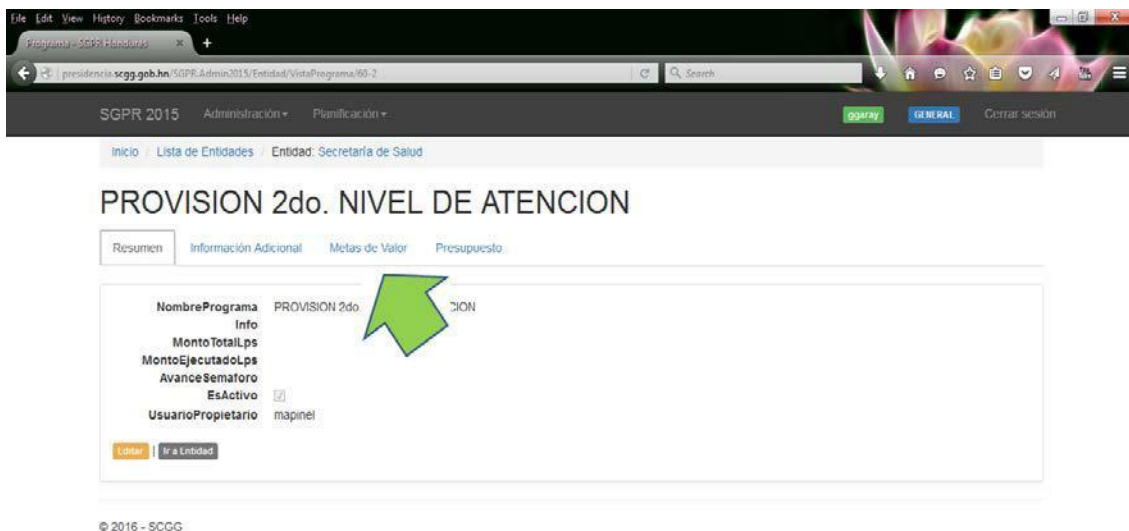 File Edit View History Bookmarks Tools Help
Programa - SGPR Honduras × +
presidencia.scgg.gob.hn/SGPR.Admin2015/Entidad/VistaPrograma/60-2 Search
SGPR 2015 Administración Planificación ggaray GENERAL Cerrar sesión
Inicio / Lista de Entidades / Entidad: Secretaría de Salud
PROVISION 2do. NIVEL DE ATENCION
Resumen Información Adicional Metas de Valor Presupuesto
NombrePrograma PROVISION 2do. CION
Info
MontoTotalLps
MontoEjecutadoLps
AvanceSemaforo
EsActivo
UsuarioPropietario mapinel
Editar | Ir a Entidad
© 2016 - SCGG